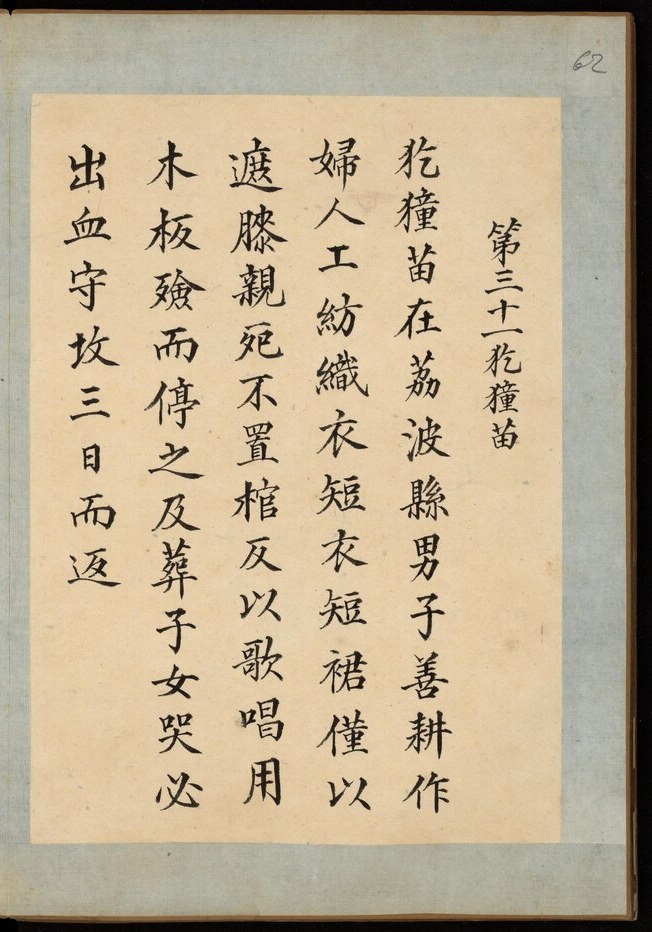 62
第三十一犵獞苗
犵獞苗在荔波縣男子善耕作
婦人工紡織衣短衣短裙僅以
遮膝親死不置棺反以歌唱用
木板殮而停之及葬子女哭必
出血守坟三日而返